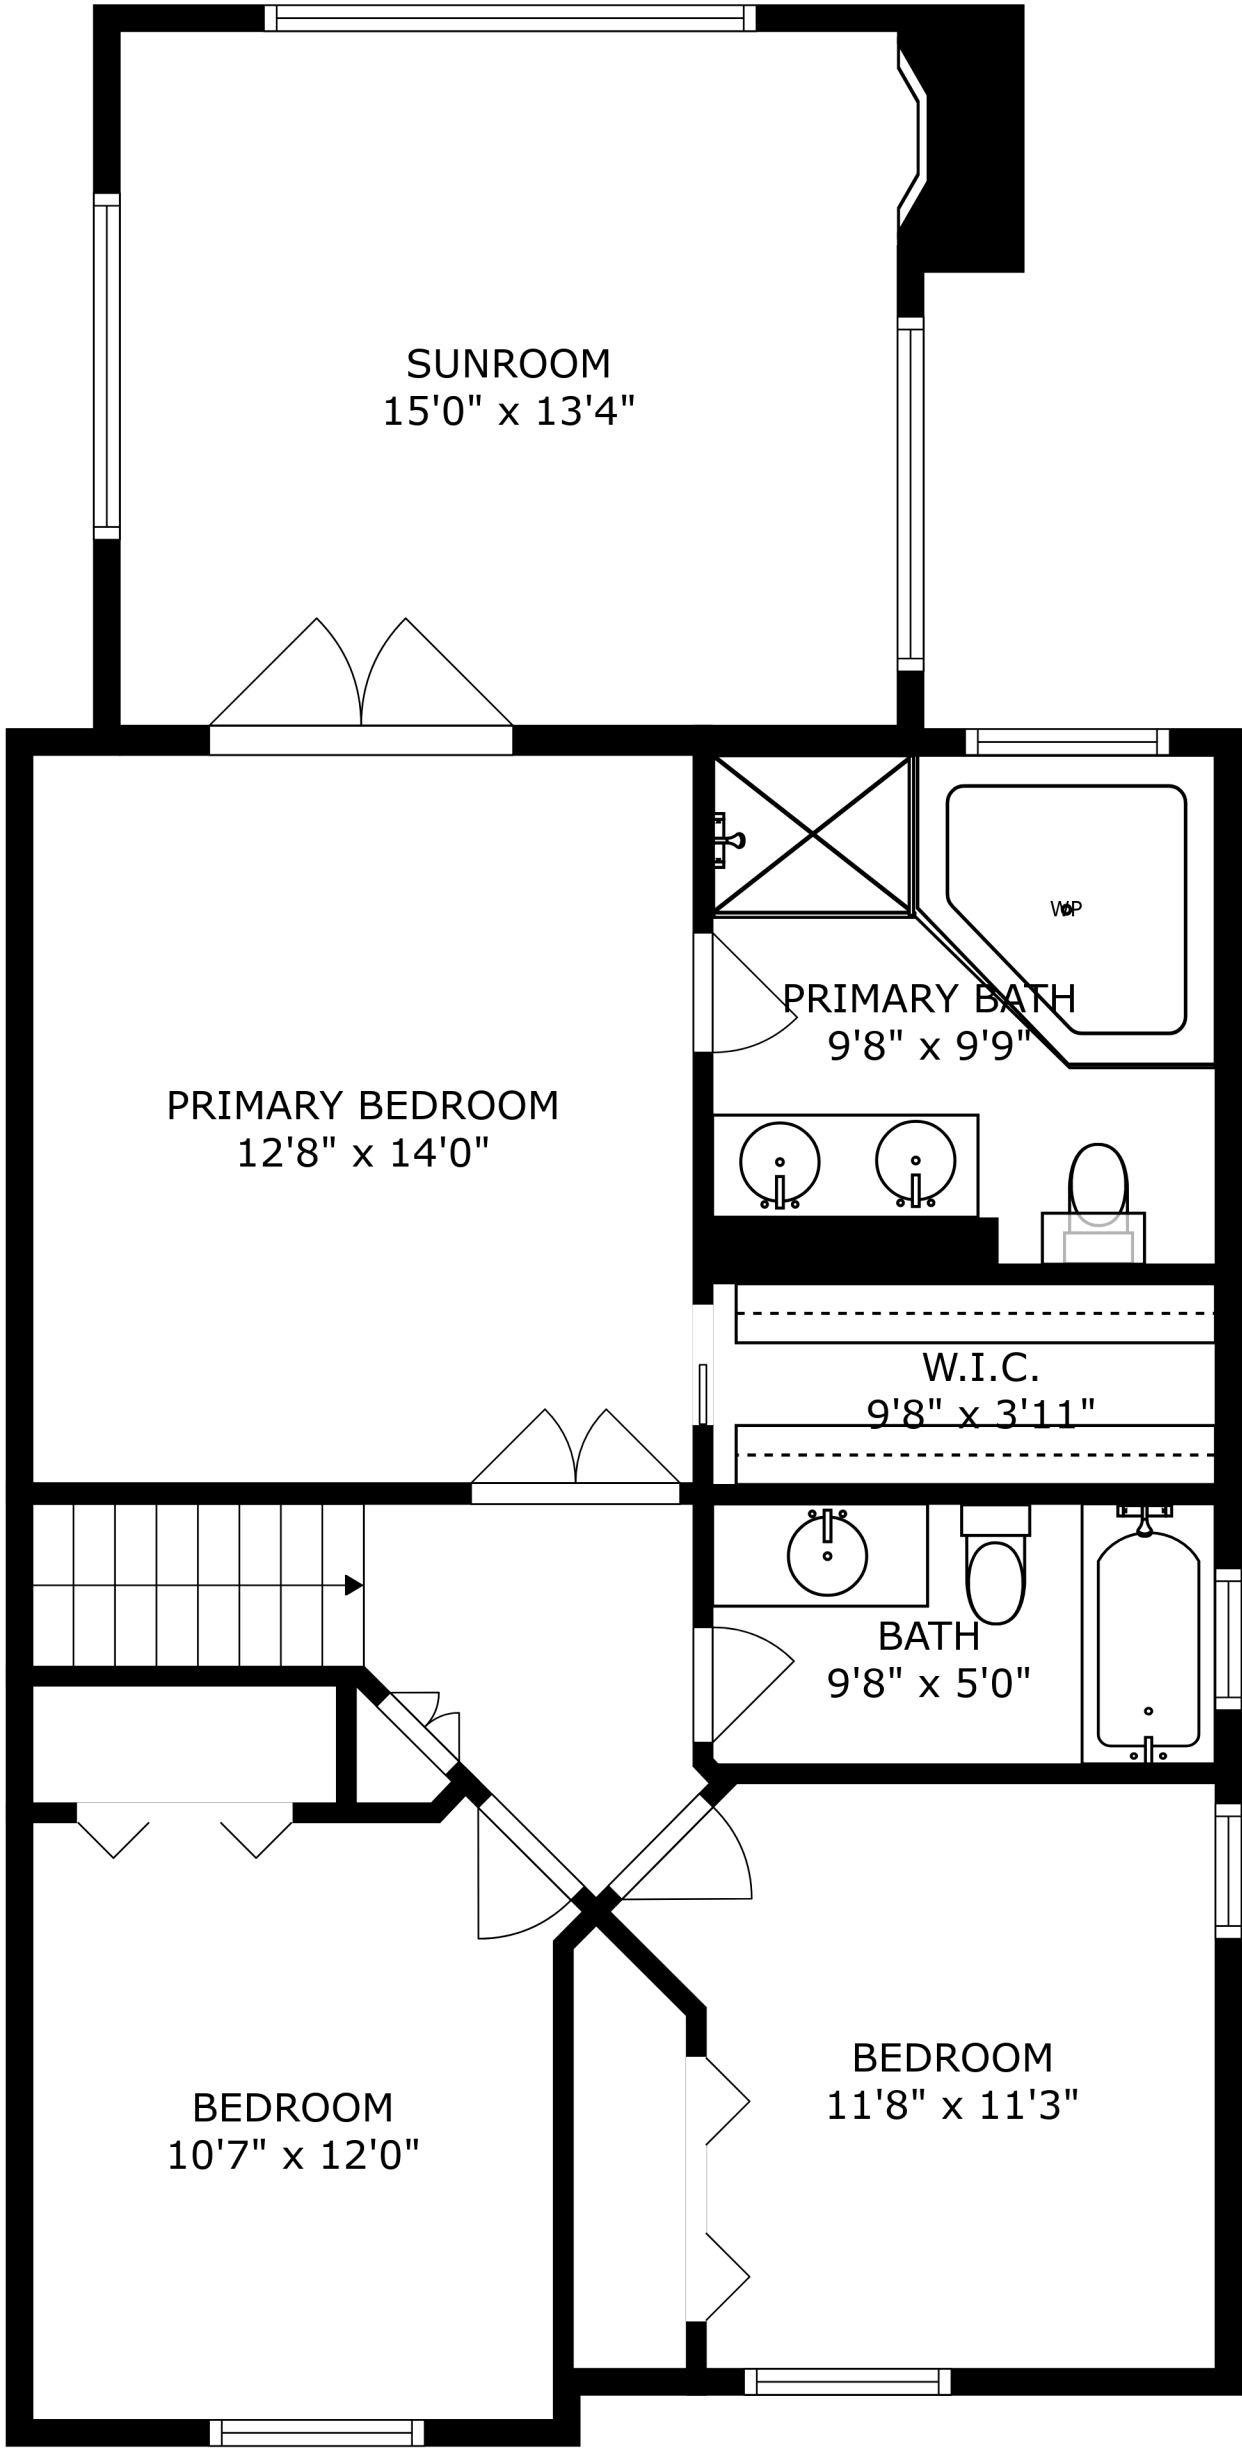 SUNROOM
15'0" x 13'4"
WP
PRIMARY BATH
9'8" x 9'9"
PRIMARY BEDROOM
12'8" x 14'0"
W.I.C.
9'8" x 3'11"
BATH
9'8" x 5'0"
BEDROOM
11'8" x 11'3"
BEDROOM
10'7" x 12'0"